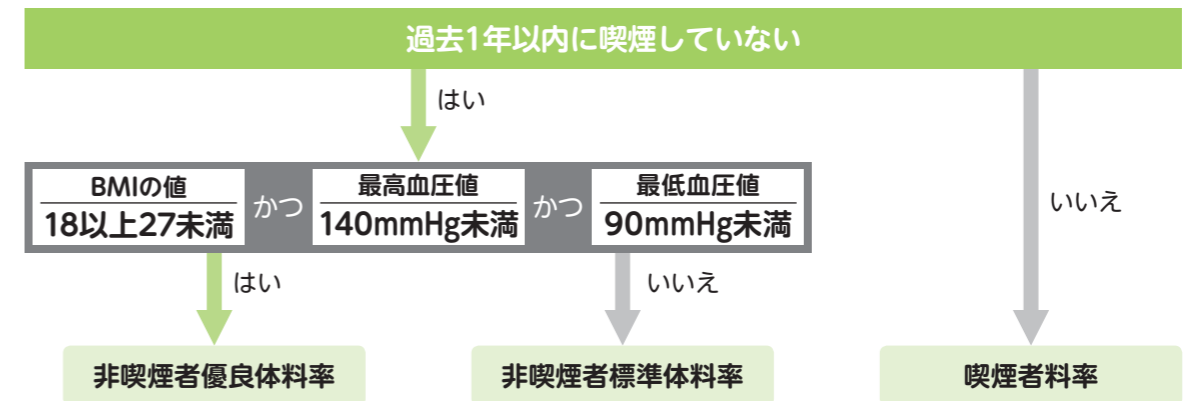 過去1年以内に喫煙していない
はい
いいえ
BMIの値
18以上27未満
かつ
最高血圧値
140mmHg未満
かつ
最低血圧値
90mmHg未満
はい
いいえ
非喫煙者優良体料率
非喫煙者標準体料率
喫煙者料率